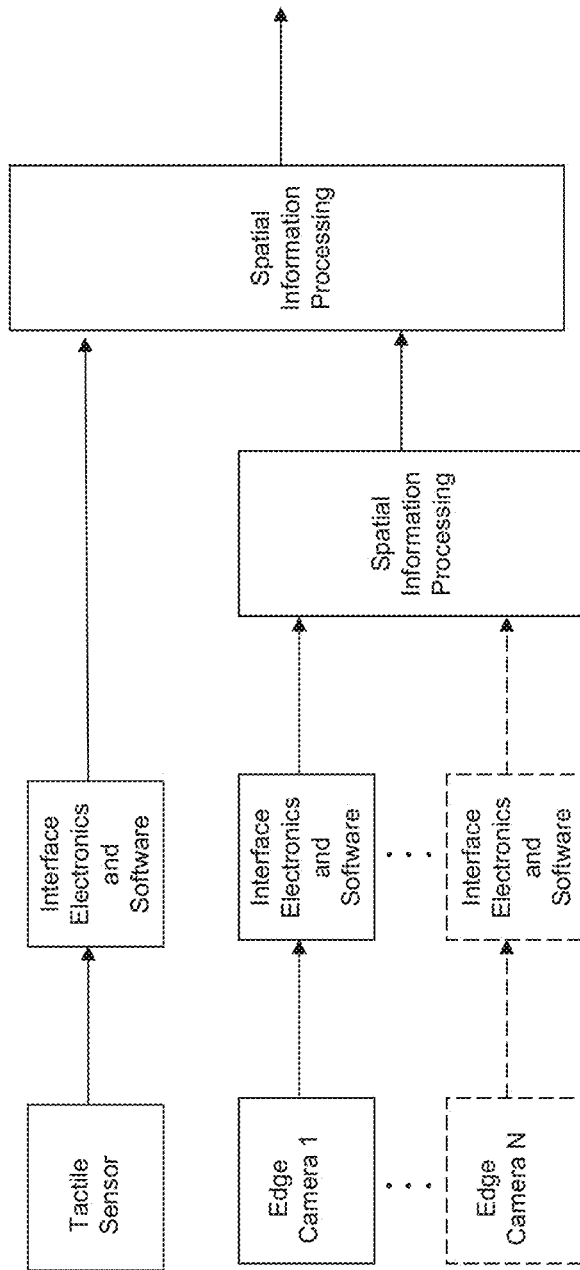 Tactile
Sensor
Interface
Electronics
and
Software
Spatial
Information
Processing
Edge
Camera 1
Interface
Electronics
and
Software
Spatial
Information
Processing
Edge
Camera N
Interface
Electronics
and
Software